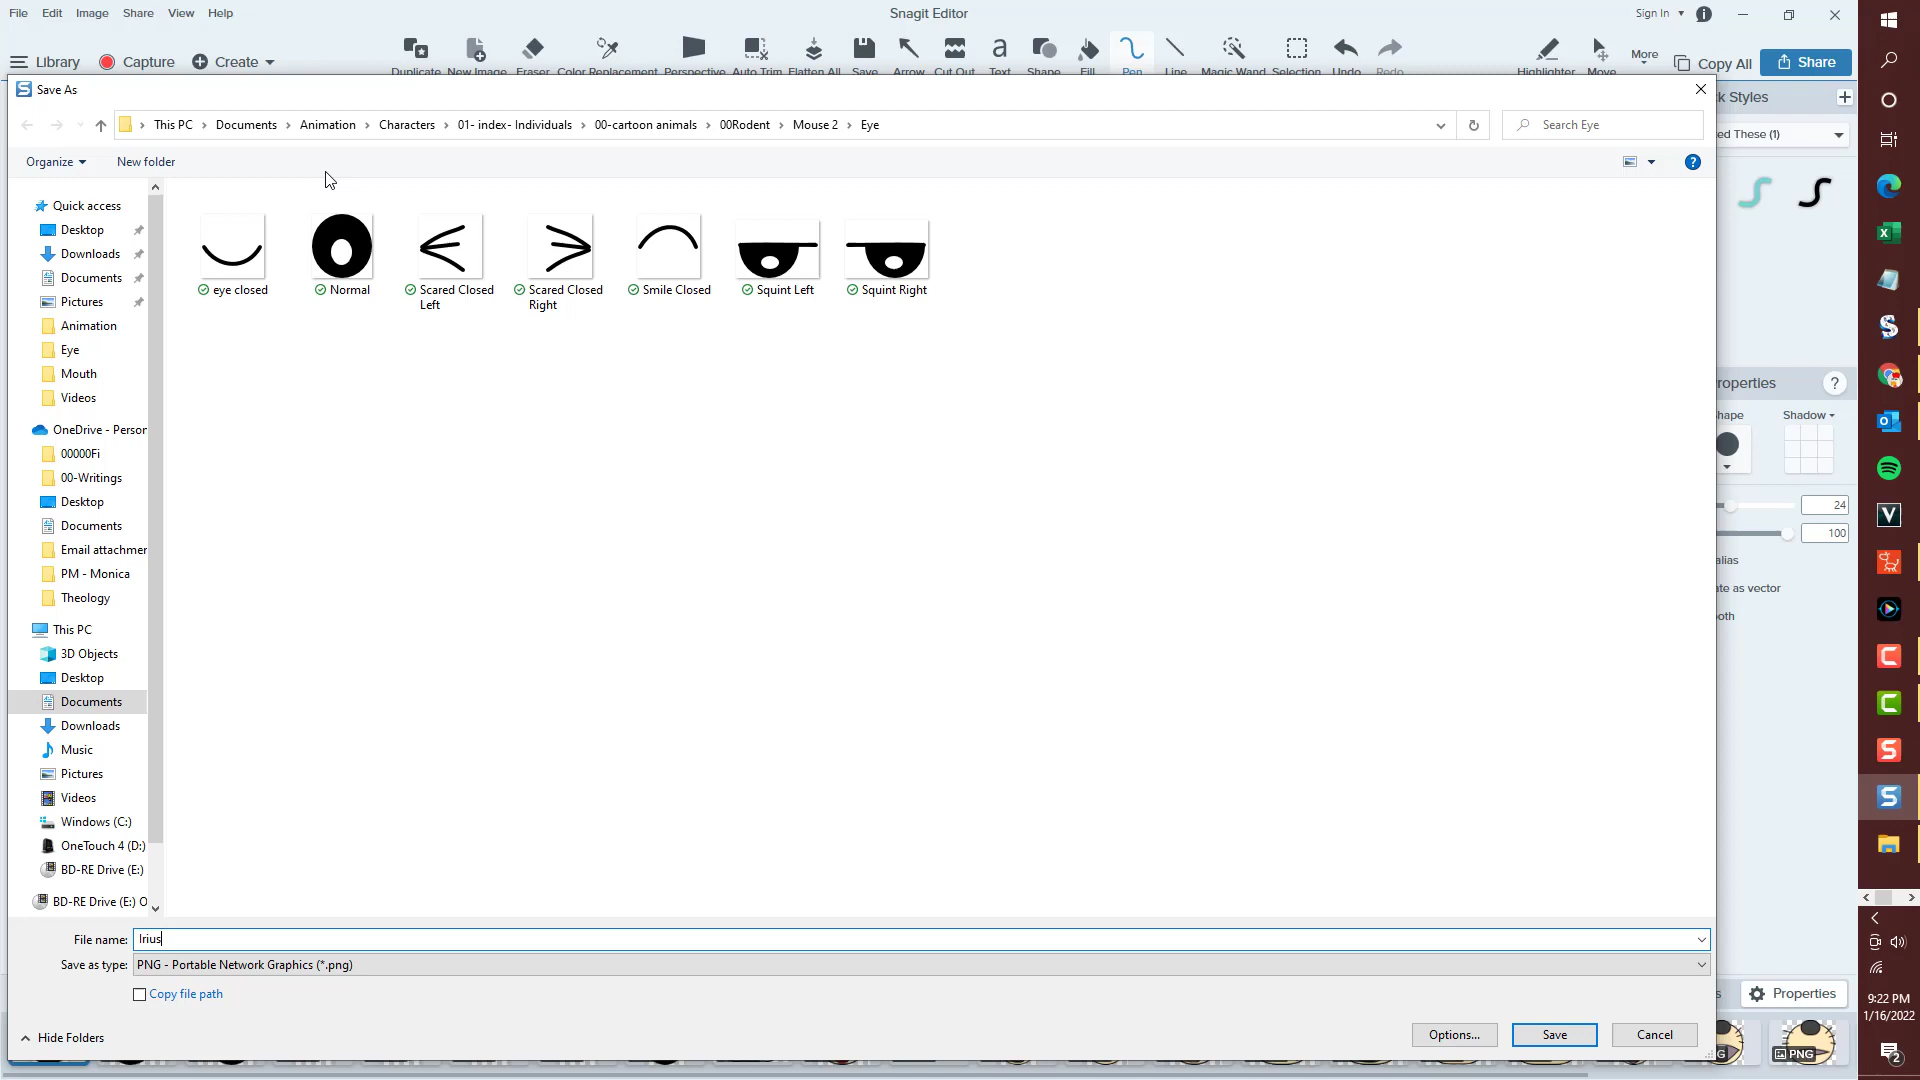 File Edit Image Share View Help
Snagit Editor
Sign In
Library Capture Create
Duplicate New Image Eraser Color Replacement Perspective Auto Trim Flatten All Save Arrow Cut Out Text Shape Fill Pen Line Magic Wand Selection Undo Redo
Highlighter Move More Copy All Share
Save As
This PC > Documents > Animation > Characters > 01- index- Individuals > 00-cartoon animals > 00Rodent > Mouse 2 > Eye
Search Eye
Organize New folder
Quick access
Desktop
Downloads
Documents
Pictures
Animation
Eye
Mouth
Videos
OneDrive - Person
00000Fi
00-Writings
Desktop
Documents
Email attachmer
PM - Monica
Theology
This PC
3D Objects
Desktop
Documents
Downloads
Music
Pictures
Videos
Windows (C:)
OneTouch 4 (D:)
BD-RE Drive (E:)
BD-RE Drive (E:) O
eye closed
Normal
Scared Closed
Left
Scared Closed
Right
Smile Closed
Squint Left
Squint Right
k Styles
ed These (1)
roperties
hape Shadow
24
100
alias
te as vector
oth
File name: Irius
Save as type: PNG - Portable Network Graphics (*.png)
Copy file path
Hide Folders
Options... Save Cancel
Properties
PNG
9:22 PM
1/16/2022
2